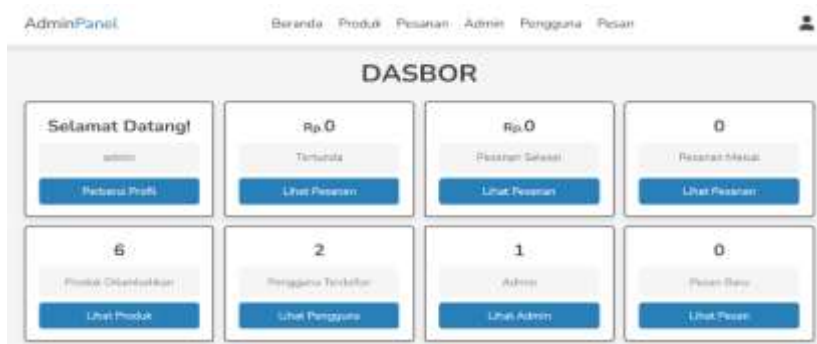 AdminPanel
Beranda Produk Pesanan Admin Pengguna Pesan
DASBOR
Selamat Datang!
admin
Perbarui Profil
Rp.0
Tertunda
Lihat Pesanan
Rp.0
Pesanan Selesai
Lihat Pesanan
0
Pesanan Masuk
Lihat Pesanan
6
Produk Ditambahkan
Lihat Produk
2
Pengguna Terdaftar
Lihat Pengguna
1
Admin
Lihat Admin
0
Pesan Baru
Lihat Pesan